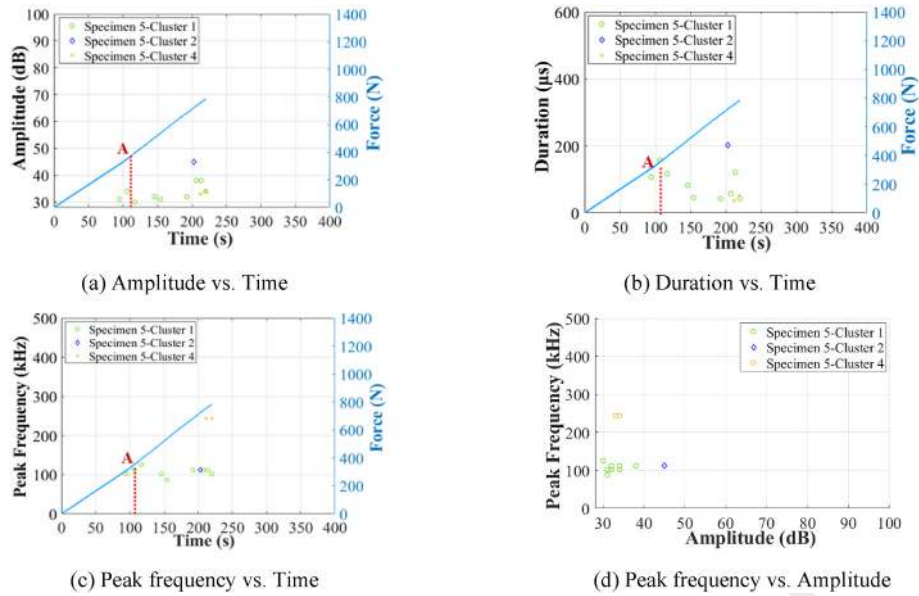 100
90
80
70
60
50
40
30
Amplitude (dB)
Specimen 5-Cluster 1
Specimen 5-Cluster 2
Specimen 5-Cluster 4
A
1400
1200
1000
800
600
400
200
0
Force (N)
0 50 100 150 200 250 300 350 400
Time (s)
(a) Amplitude vs. Time
600
400
200
0
Duration (μs)
Specimen 5-Cluster 1
Specimen 5-Cluster 2
Specimen 5-Cluster 4
A
1400
1200
1000
800
600
400
200
0
Force (N)
0 50 100 150 200 250 300 350 400
Time (s)
(b) Duration vs. Time
500
400
300
200
100
0
Peak Frequency (kHz)
Specimen 5-Cluster 1
Specimen 5-Cluster 2
Specimen 5-Cluster 4
A
1400
1200
1000
800
600
400
200
0
Force (N)
0 50 100 150 200 250 300 350 400
Time (s)
(c) Peak frequency vs. Time
500
400
300
200
100
0
Peak Frequency (kHz)
Specimen 5-Cluster 1
Specimen 5-Cluster 2
Specimen 5-Cluster 4
30 40 50 60 70 80 90 100
Amplitude (dB)
(d) Peak frequency vs. Amplitude